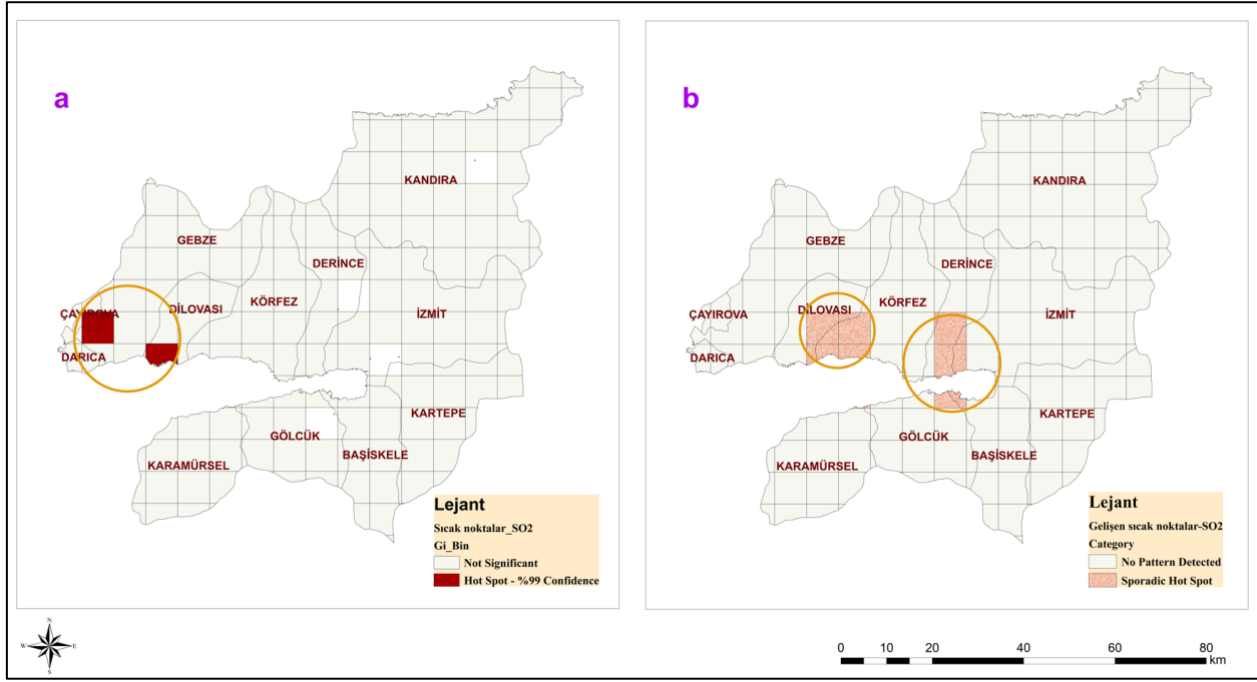 a
KANDIRA
GEBZE
DERİNCE
DİLOVASI
KÖRFEZ
ÇAYIROVA
İZMİT
DARICA
KARTEPE
GÖLCÜK
BAŞİSKELE
KARAMÜRSEL
Lejant
Sıcak noktalar_SO2
Gi_Bin
Not Significant
Hot Spot - %99 Confidence
b
KANDIRA
GEBZE
DERİNCE
DİLOVASI
KÖRFEZ
ÇAYIROVA
İZMİT
DARICA
KARTEPE
GÖLCÜK
BAŞİSKELE
KARAMÜRSEL
Lejant
Gelişen sıcak noktalar-SO2
Category
No Pattern Detected
Sporadic Hot Spot
N
W E
S
0 10 20 40 60 80
km